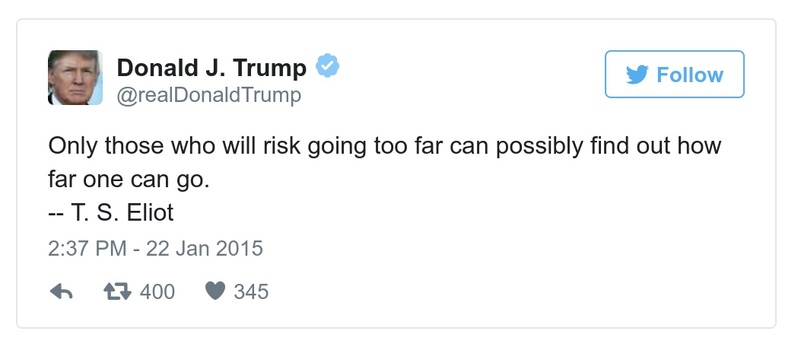 Donald J. Trump
@realDonaldTrump
Follow
Only those who will risk going too far can possibly find out how
far one can go.
-- T. S. Eliot
2:37 PM - 22 Jan 2015
400 345